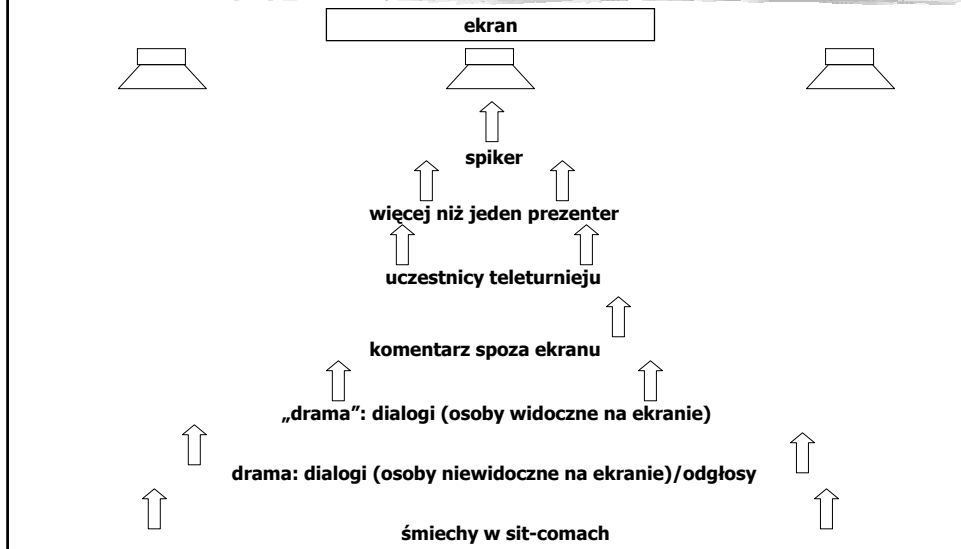 ekran
spiker
więcej niż jeden prezenter
uczestnicy teleturnieju
komentarz spoza ekranu
„drama”: dialogi (osoby widoczne na ekranie)
drama: dialogi (osoby niewidoczne na ekranie)/odgłosy
śmiechy w sit-comach